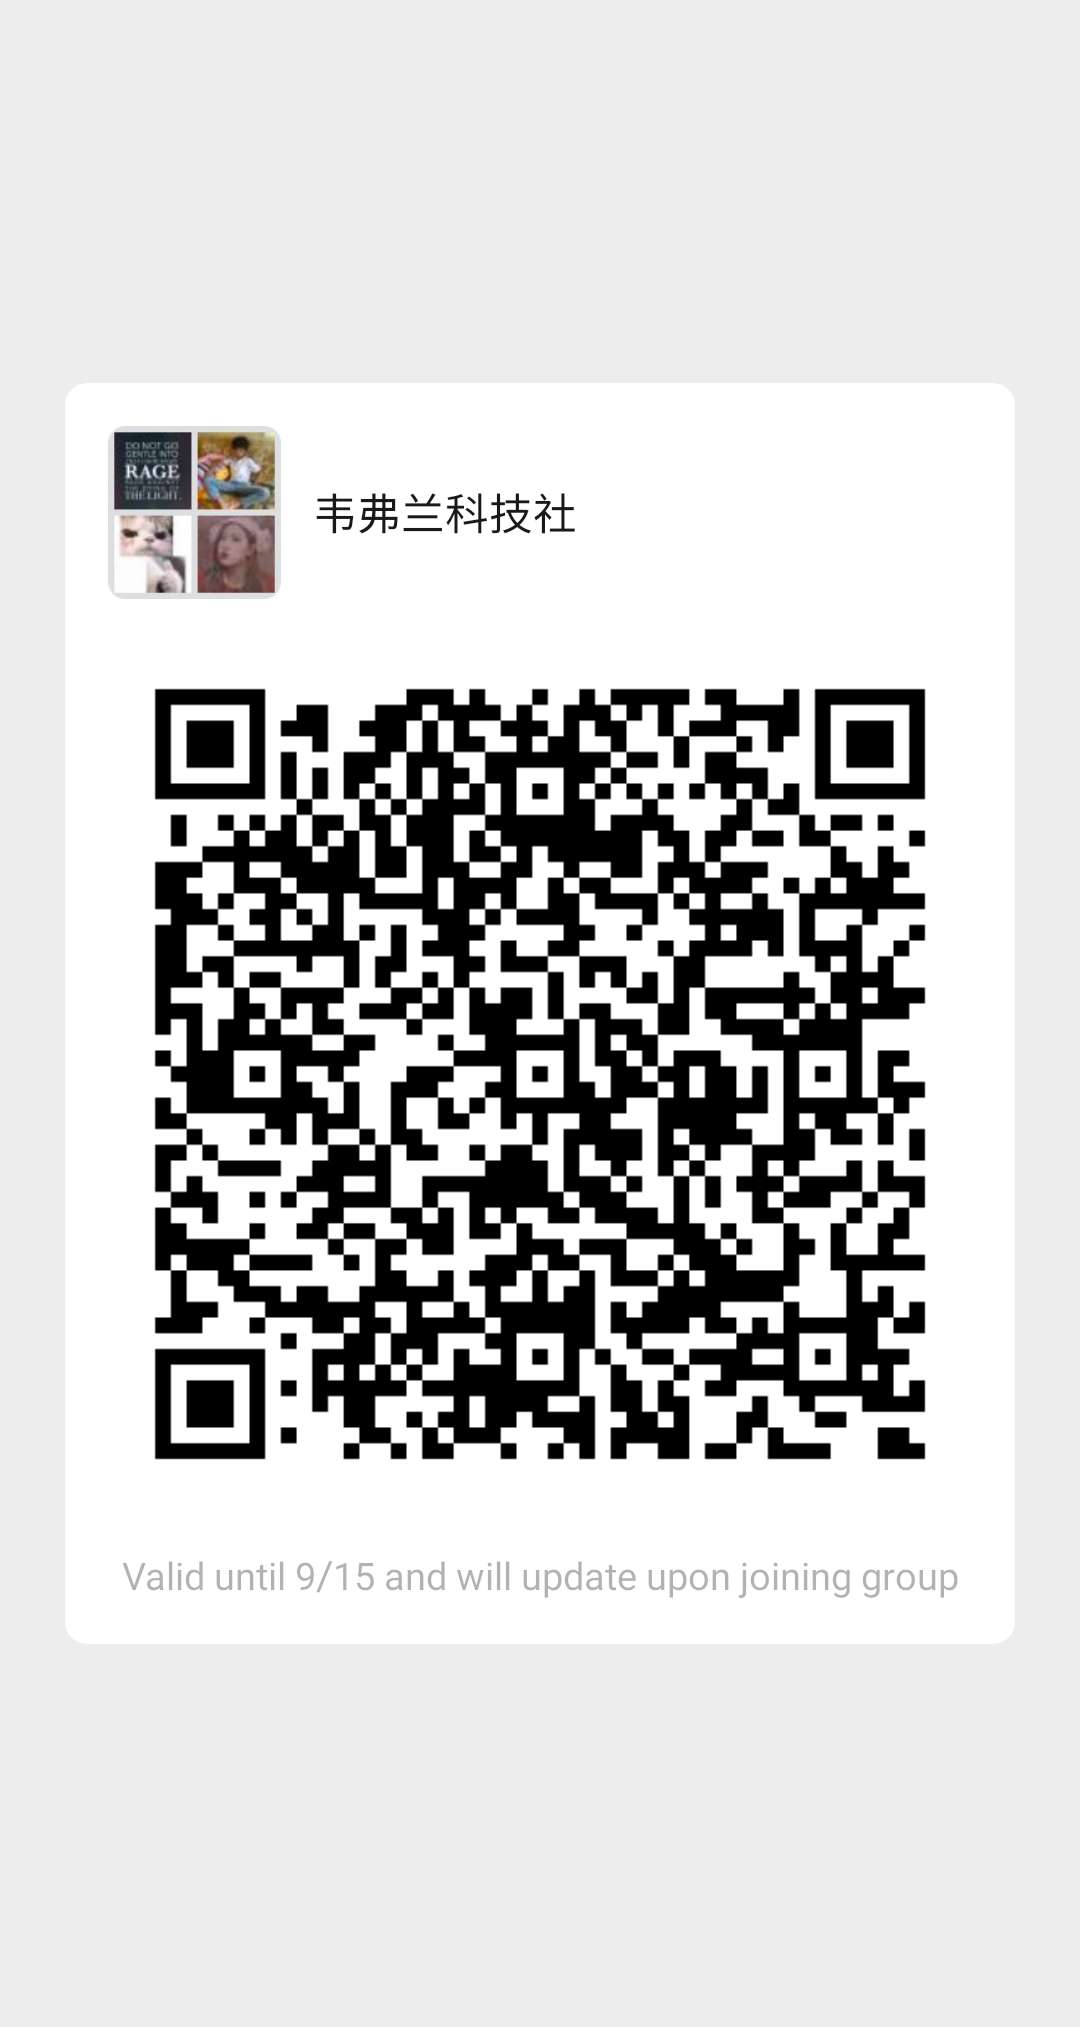 DO NOT GO
GENTLE INTO
RAGE
THE LIGHT.
韦弗兰科技社
Valid until 9/15 and will update upon joining group